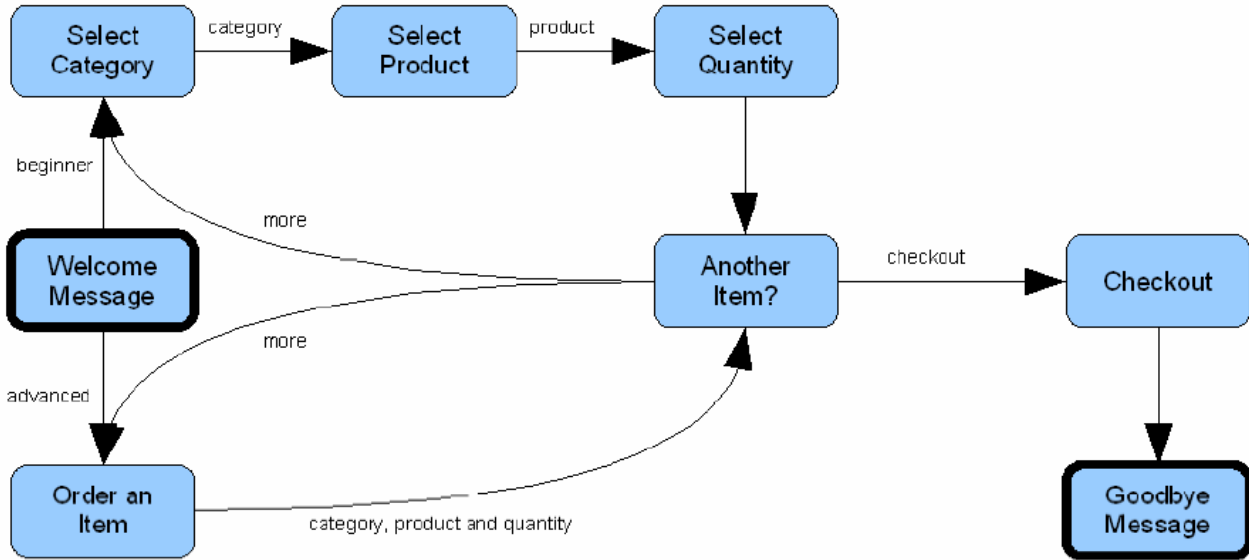 Select
Category
category
Select
Product
product
Select
Quantity
beginner
more
Welcome
Message
Another
Item?
checkout
Checkout
more
advanced
Order an
Item
category, product and quantity
Goodbye
Message